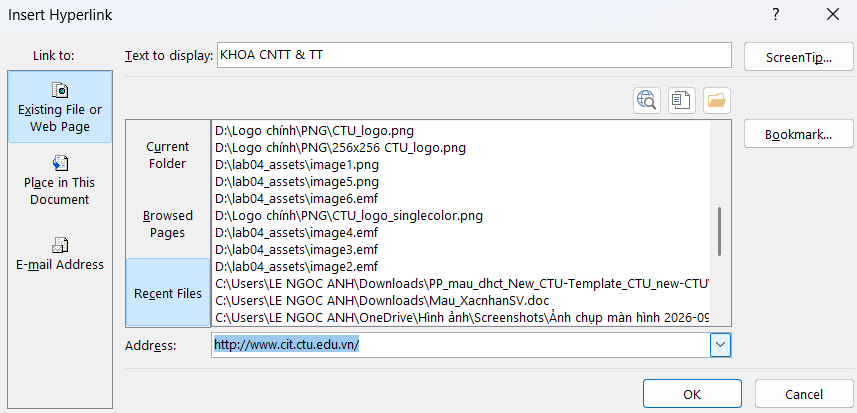 Insert Hyperlink
?
Link to:
Text to display: KHOA CNTT & TT
ScreenTip...
Existing File or
Web Page
Place in This
Document
E-mail Address
Current
Folder
Browsed
Pages
Recent Files
D:\Logo chính\PNG\CTU_logo.png
D:\Logo chính\PNG\256x256 CTU_logo.png
D:\lab04_assets\image1.png
D:\lab04_assets\image5.png
D:\lab04_assets\image6.emf
D:\Logo chính\PNG\CTU_logo_singlecolor.png
D:\lab04_assets\image4.emf
D:\lab04_assets\image3.emf
D:\lab04_assets\image2.emf
C:\Users\LE NGOC ANH\Downloads\PP_mau_dhct_New_CTU-Template_CTU_new-CTU
C:\Users\LE NGOC ANH\Downloads\Mau_XacnhanSV.doc
C:\Users\LE NGOC ANH\OneDrive\Hình ảnh\Screenshots\Ảnh chụp màn hình 2026-09
Bookmark...
Address: http://www.cit.ctu.edu.vn/
OK
Cancel